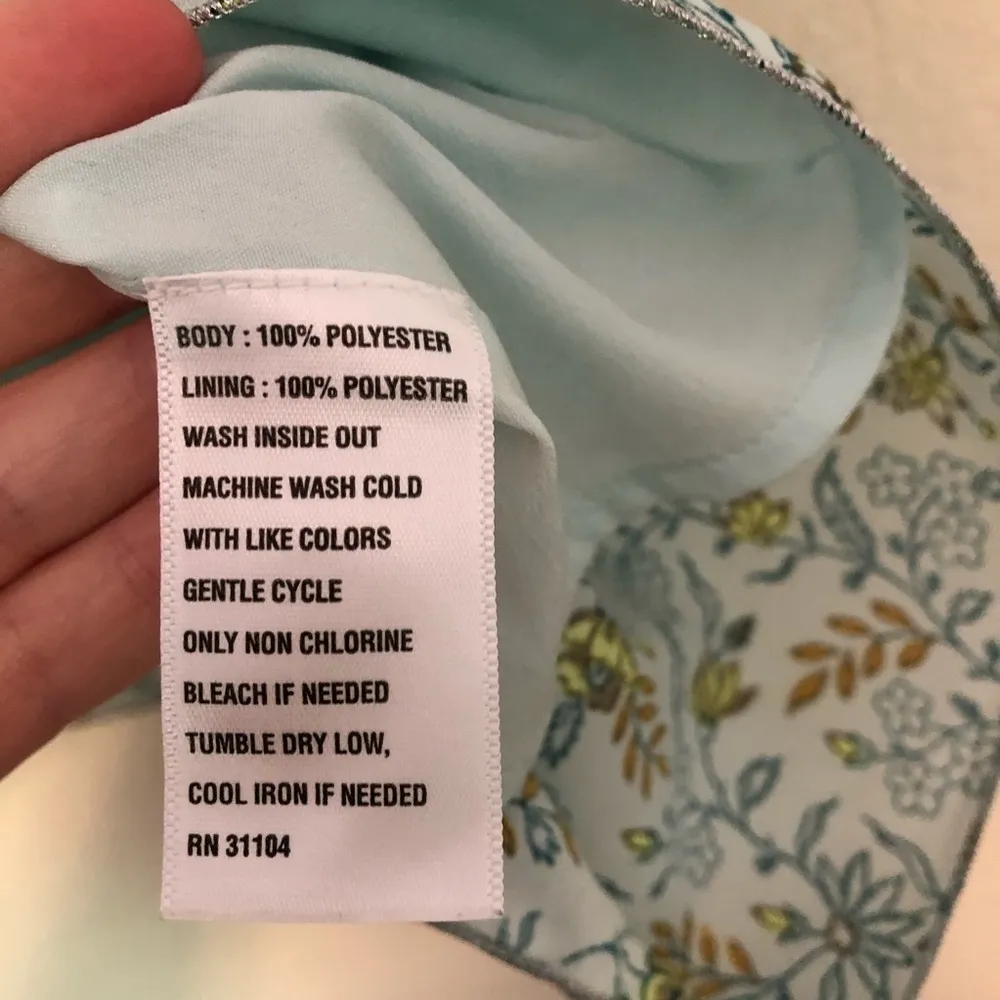 BODY : 100% POLYESTER
LINING : 100% POLYESTER
WASH INSIDE OUT
MACHINE WASH COLD
WITH LIKE COLORS
GENTLE CYCLE
ONLY NON CHLORINE
BLEACH IF NEEDED
TUMBLE DRY LOW,
COOL IRON IF NEEDED
RN 31104